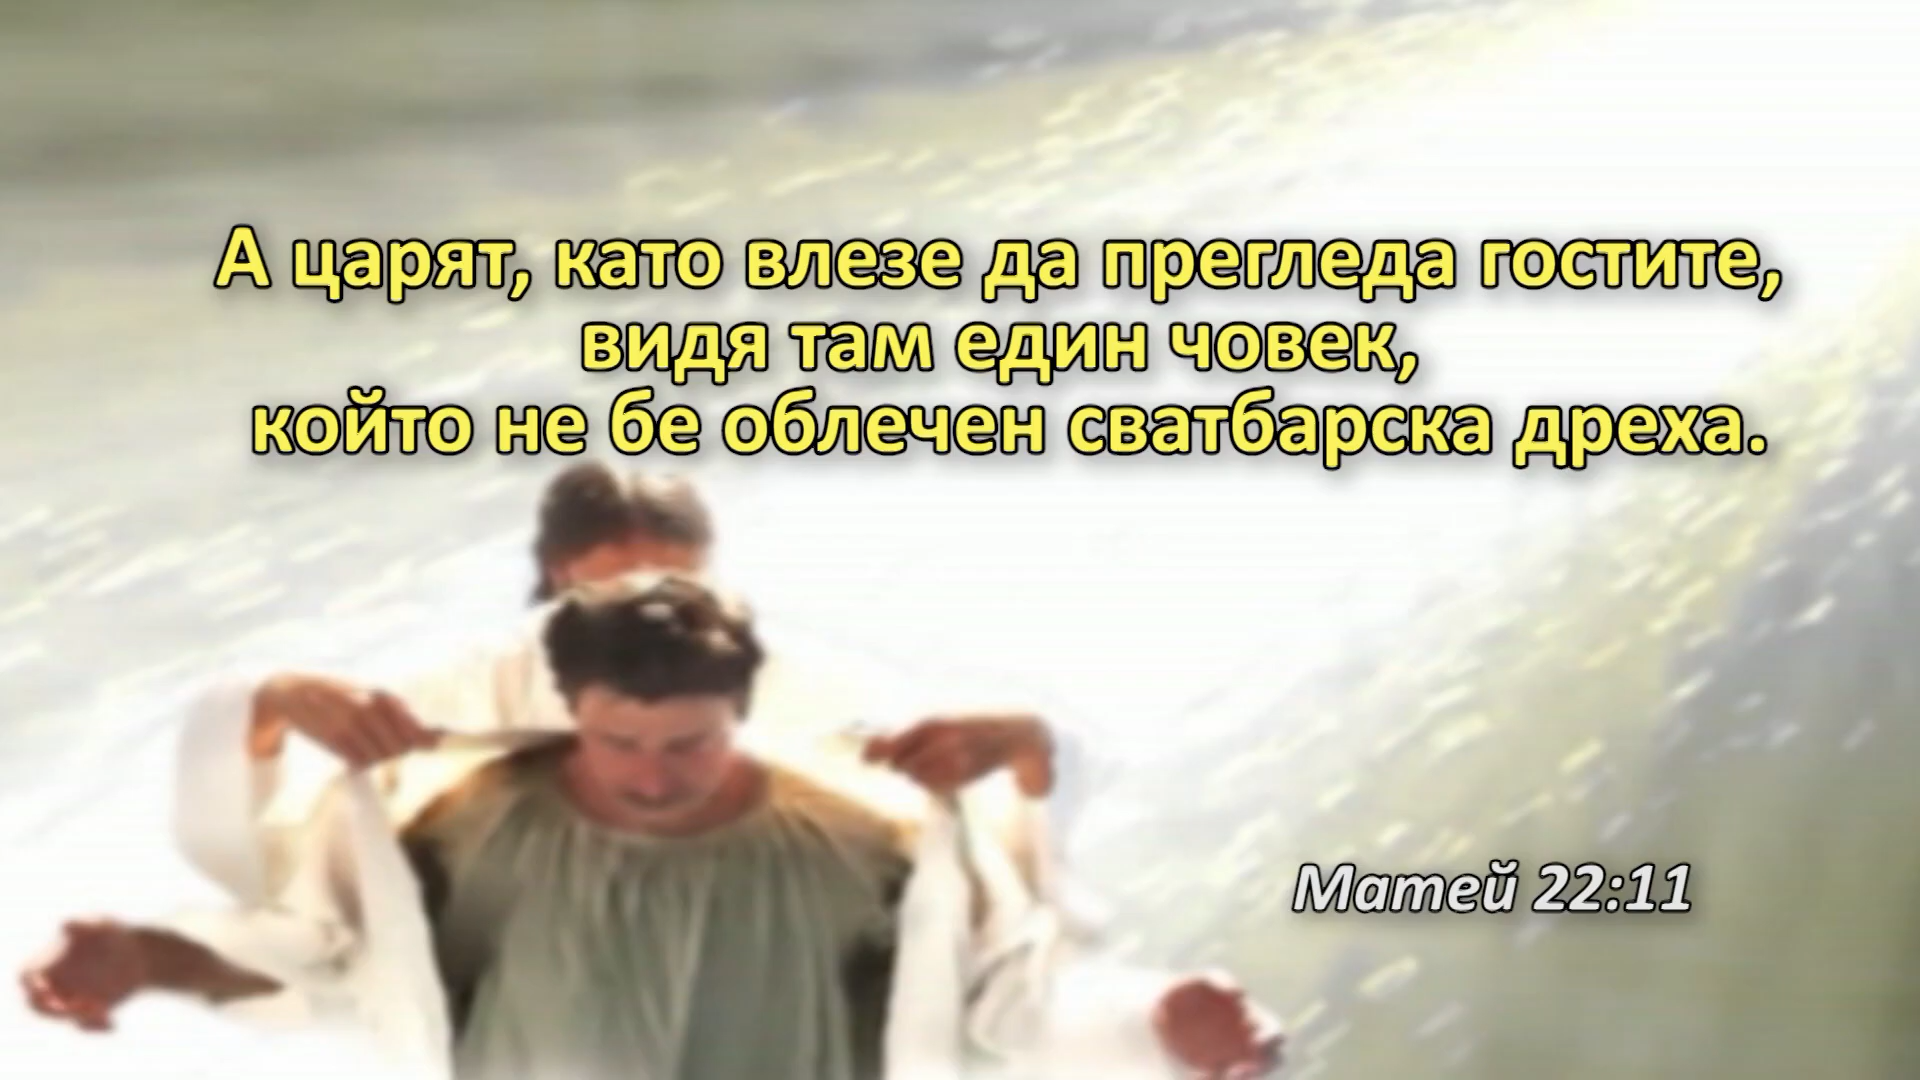 А царят, като влезе да прегледа гостите,
видя там един човек,
който не бе облечен сватбарска дреха.
Матей 22:11